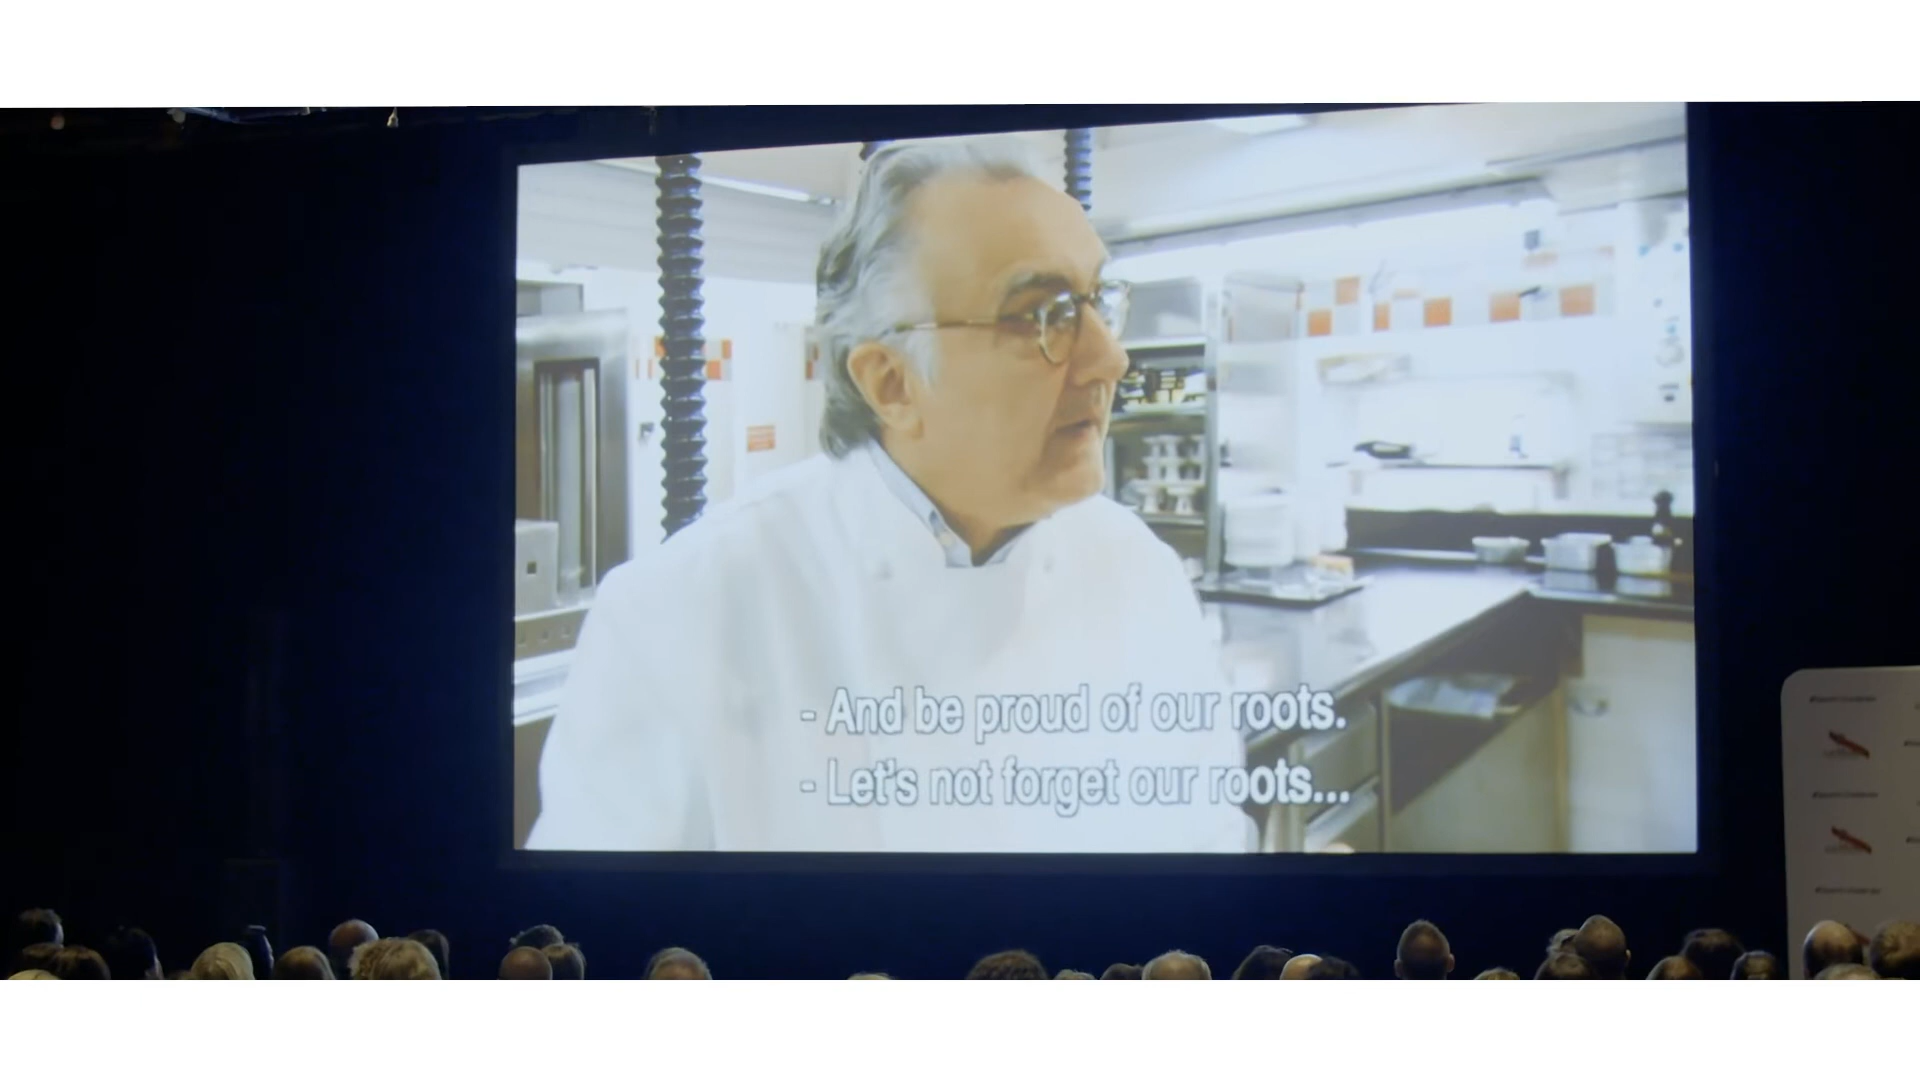 - And be proud of our roots.
- Let's not forget our roots...